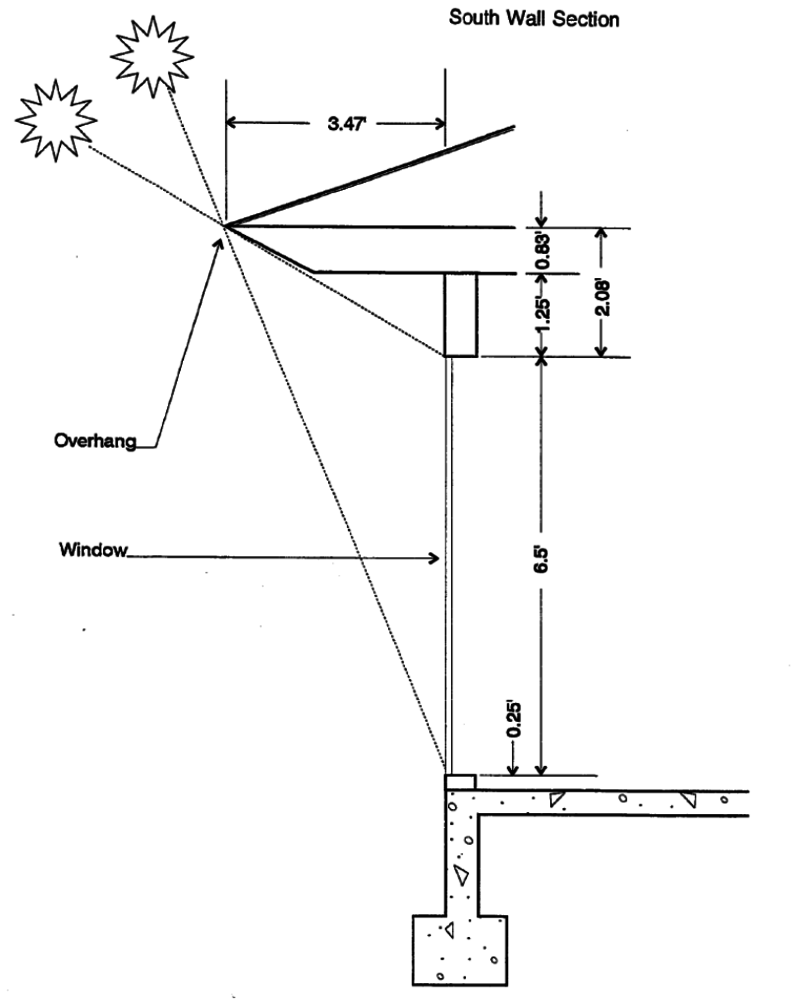 South Wall Section
3.47'
0.83'
1.25'
2.08'
Overhang
Window
6.5'
0.25'